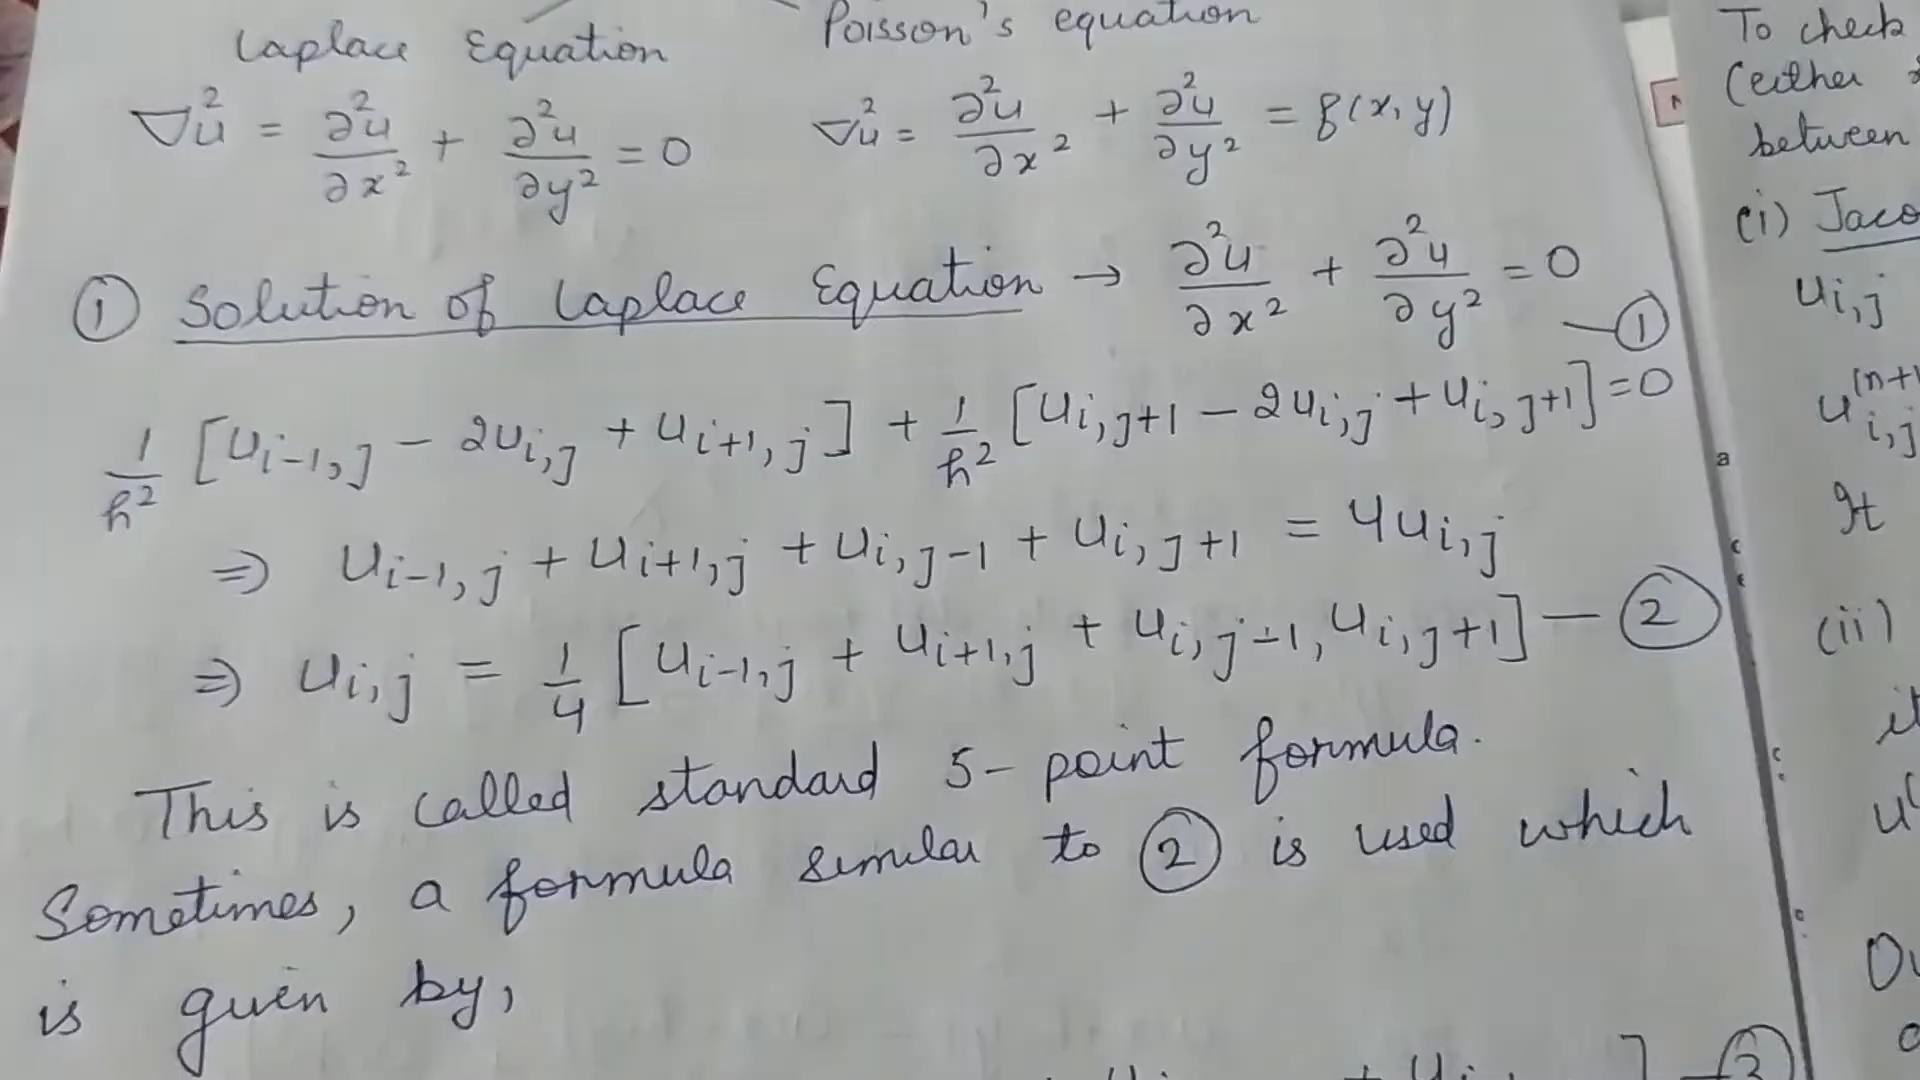 Laplace Equation
Poisson's equation
∇²u = ∂²u/∂x² + ∂²u/∂y² = 0
∇²u = ∂²u/∂x² + ∂²u/∂y² = f(x, y)
① Solution of Laplace Equation → ∂²u/∂x² + ∂²u/∂y² = 0 — ①
1/h² [u_{i-1,j} - 2u_{i,j} + u_{i+1,j}] + 1/h² [u_{i,j+1} - 2u_{i,j} + u_{i,j+1}] = 0
⇒ u_{i-1,j} + u_{i+1,j} + u_{i,j-1} + u_{i,j+1} = 4u_{i,j}
⇒ u_{i,j} = 1/4 [u_{i-1,j} + u_{i+1,j} + u_{i,j-1}, u_{i,j+1}] — ②
This is called standard 5-point formula.
Sometimes, a formula similar to ② is used which
is given by,
To check
(either
between
(i) Jaco
u_{i,j}
u^{(n+1}_{i,j}
It
(ii)
it